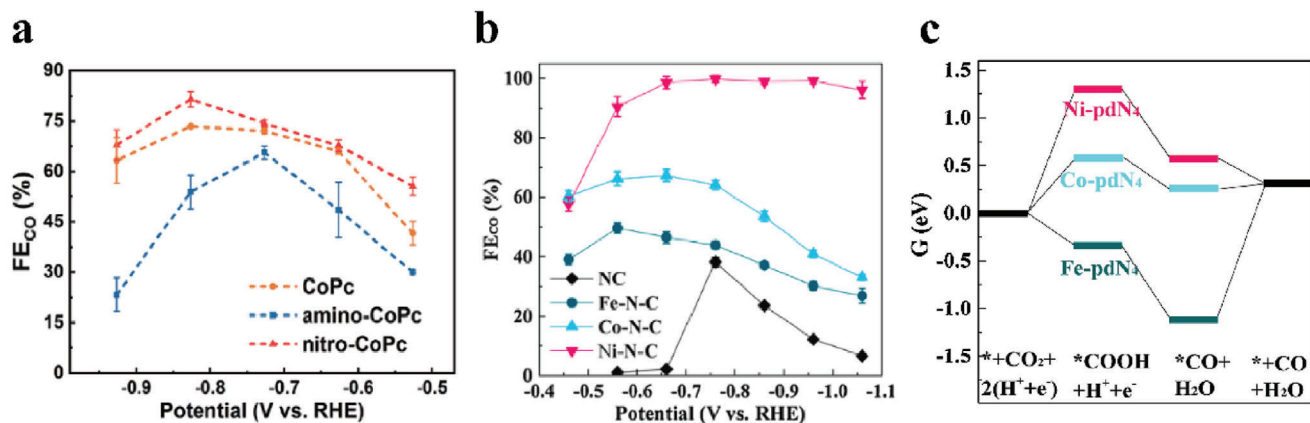 a
90
75
60
45
30
15
0
FECO (%)
CoPc
amino-CoPc
nitro-CoPc
-0.9
-0.8
-0.7
-0.6
-0.5
Potential (V vs. RHE)
b
100
80
60
40
20
0
FECO (%)
NC
Fe-N-C
Co-N-C
Ni-N-C
-0.4
-0.5
-0.6
-0.7
-0.8
-0.9
-1.0
-1.1
Potential (V vs. RHE)
c
1.5
1.0
0.5
0.0
-0.5
-1.0
-1.5
G (eV)
Ni-pdN₄
Co-pdN₄
Fe-pdN₄
*+CO₂+
2(H⁺+e⁻)
*COOH
+H⁺+e⁻
*CO+
H₂O
*+CO
+H₂O